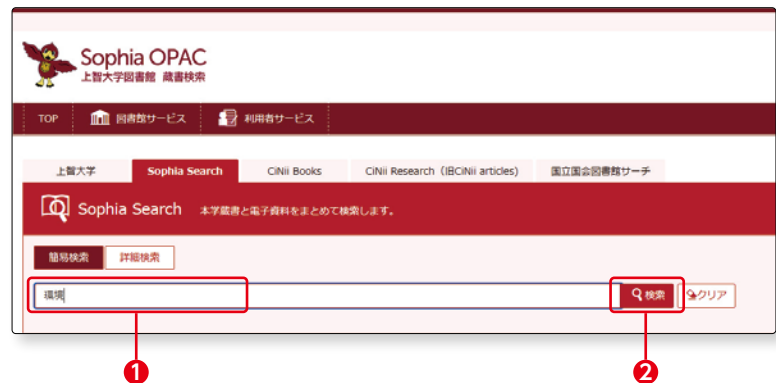 Sophia OPAC
上智大学図書館 蔵書検索
TOP 図書館サービス 利用者サービス
上智大学 Sophia Search CiNii Books CiNii Research（旧CiNii articles） 国立国会図書館サーチ
Sophia Search 本学蔵書と電子資料をまとめて検索します。
簡易検索 詳細検索
環境 検索 クリア
1 2